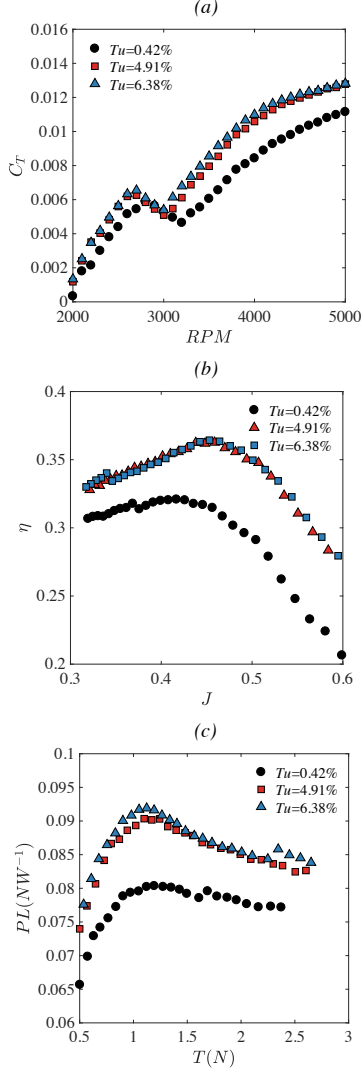 (a)
0.016
0.014
0.012
0.01
0.008
0.006
0.004
0.002
0
C_T
Tu=0.42%
Tu=4.91%
Tu=6.38%
2000 3000 4000 5000
RPM
(b)
0.4
0.35
0.3
0.25
0.2
η
Tu=0.42%
Tu=4.91%
Tu=6.38%
0.3 0.4 0.5 0.6
J
(c)
0.1
0.095
0.09
0.085
0.08
0.075
0.07
0.065
0.06
PL(NW⁻¹)
Tu=0.42%
Tu=4.91%
Tu=6.38%
0.5 1 1.5 2 2.5 3
T(N)